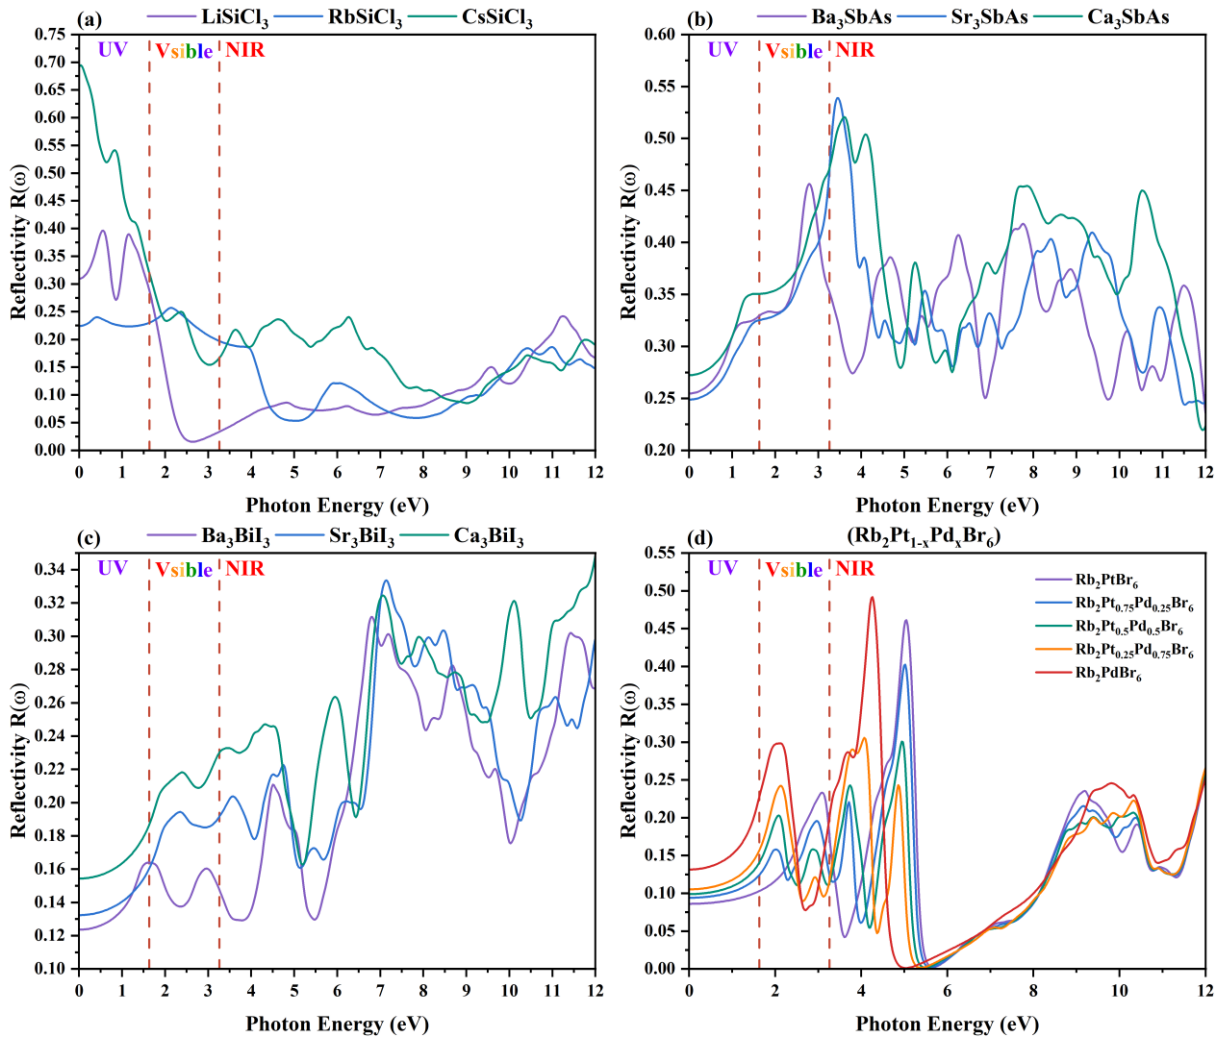 (a) LiSiCl₃ RbSiCl₃ CsSiCl₃
UV Vsible NIR
0.75
0.70
0.65
0.60
0.55
0.50
0.45
0.40
0.35
0.30
0.25
0.20
0.15
0.10
0.05
0.00
Reflectivity R(ω)
0 1 2 3 4 5 6 7 8 9 10 11 12
Photon Energy (eV)
(b) Ba₃SbAs Sr₃SbAs Ca₃SbAs
UV Vsible NIR
0.60
0.55
0.50
0.45
0.40
0.35
0.30
0.25
0.20
Reflectivity R(ω)
0 1 2 3 4 5 6 7 8 9 10 11 12
Photon Energy (eV)
(c) Ba₃BiI₃ Sr₃BiI₃ Ca₃BiI₃
UV Vsible NIR
0.34
0.32
0.30
0.28
0.26
0.24
0.22
0.20
0.18
0.16
0.14
0.12
0.10
Reflectivity R(ω)
0 1 2 3 4 5 6 7 8 9 10 11 12
Photon Energy (eV)
(d) (Rb₂Pt₁₋ₓPdₓBr₆)
UV Vsible NIR
Rb₂PtBr₆
Rb₂Pt₀.₇₅Pd₀.₂₅Br₆
Rb₂Pt₀.₅Pd₀.₅Br₆
Rb₂Pt₀.₂₅Pd₀.₇₅Br₆
Rb₂PdBr₆
0.55
0.50
0.45
0.40
0.35
0.30
0.25
0.20
0.15
0.10
0.05
0.00
Reflectivity R(ω)
0 2 4 6 8 10 12
Photon Energy (eV)